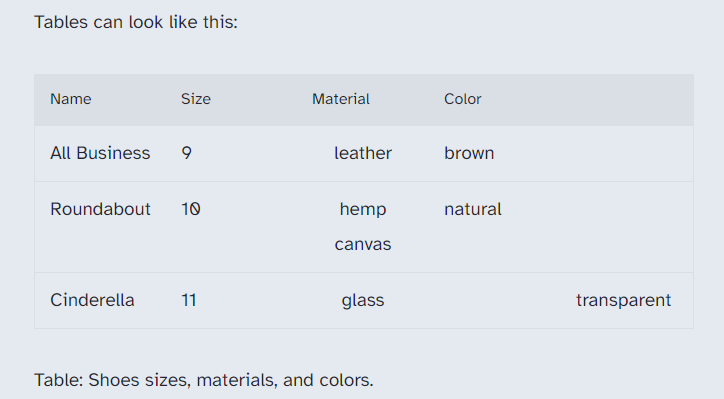 Tables can look like this:
Name Size Material Color
All Business 9 leather brown
Roundabout 10 hemp natural
canvas
Cinderella 11 glass transparent
Table: Shoes sizes, materials, and colors.